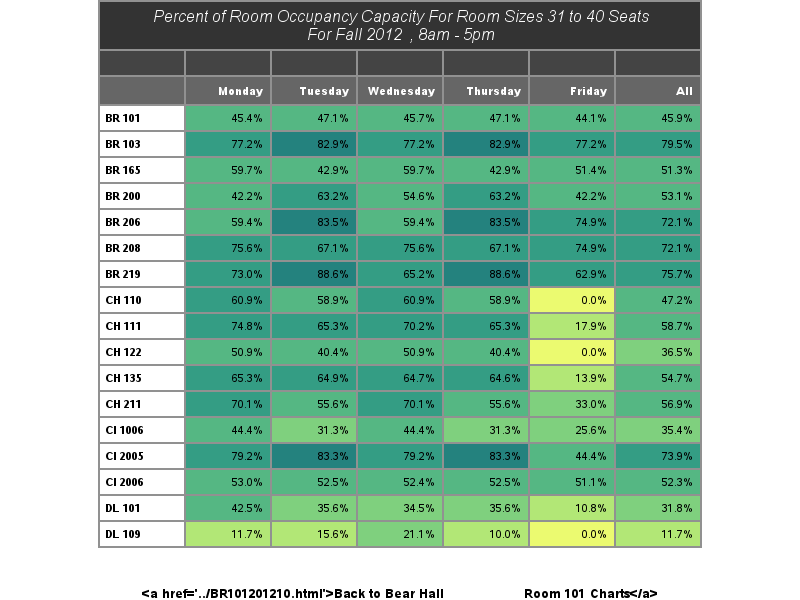 Percent of Room Occupancy Capacity For Room Sizes 31 to 40 Seats
For Fall 2012 , 8am - 5pm
Monday Tuesday Wednesday Thursday Friday All
BR 101 45.4% 47.1% 45.7% 47.1% 44.1% 45.9%
BR 103 77.2% 82.9% 77.2% 82.9% 77.2% 79.5%
BR 165 59.7% 42.9% 59.7% 42.9% 51.4% 51.3%
BR 200 42.2% 63.2% 54.6% 63.2% 42.2% 53.1%
BR 206 59.4% 83.5% 59.4% 83.5% 74.9% 72.1%
BR 208 75.6% 67.1% 75.6% 67.1% 74.9% 72.1%
BR 219 73.0% 88.6% 65.2% 88.6% 62.9% 75.7%
CH 110 60.9% 58.9% 60.9% 58.9% 0.0% 47.2%
CH 111 74.8% 65.3% 70.2% 65.3% 17.9% 58.7%
CH 122 50.9% 40.4% 50.9% 40.4% 0.0% 36.5%
CH 135 65.3% 64.9% 64.7% 64.6% 13.9% 54.7%
CH 211 70.1% 55.6% 70.1% 55.6% 33.0% 56.9%
CI 1006 44.4% 31.3% 44.4% 31.3% 25.6% 35.4%
CI 2005 79.2% 83.3% 79.2% 83.3% 44.4% 73.9%
CI 2006 53.0% 52.5% 52.4% 52.5% 51.1% 52.3%
DL 101 42.5% 35.6% 34.5% 35.6% 10.8% 31.8%
DL 109 11.7% 15.6% 21.1% 10.0% 0.0% 11.7%
<a href='../BR101201210.html'>Back to Bear Hall Room 101 Charts</a>